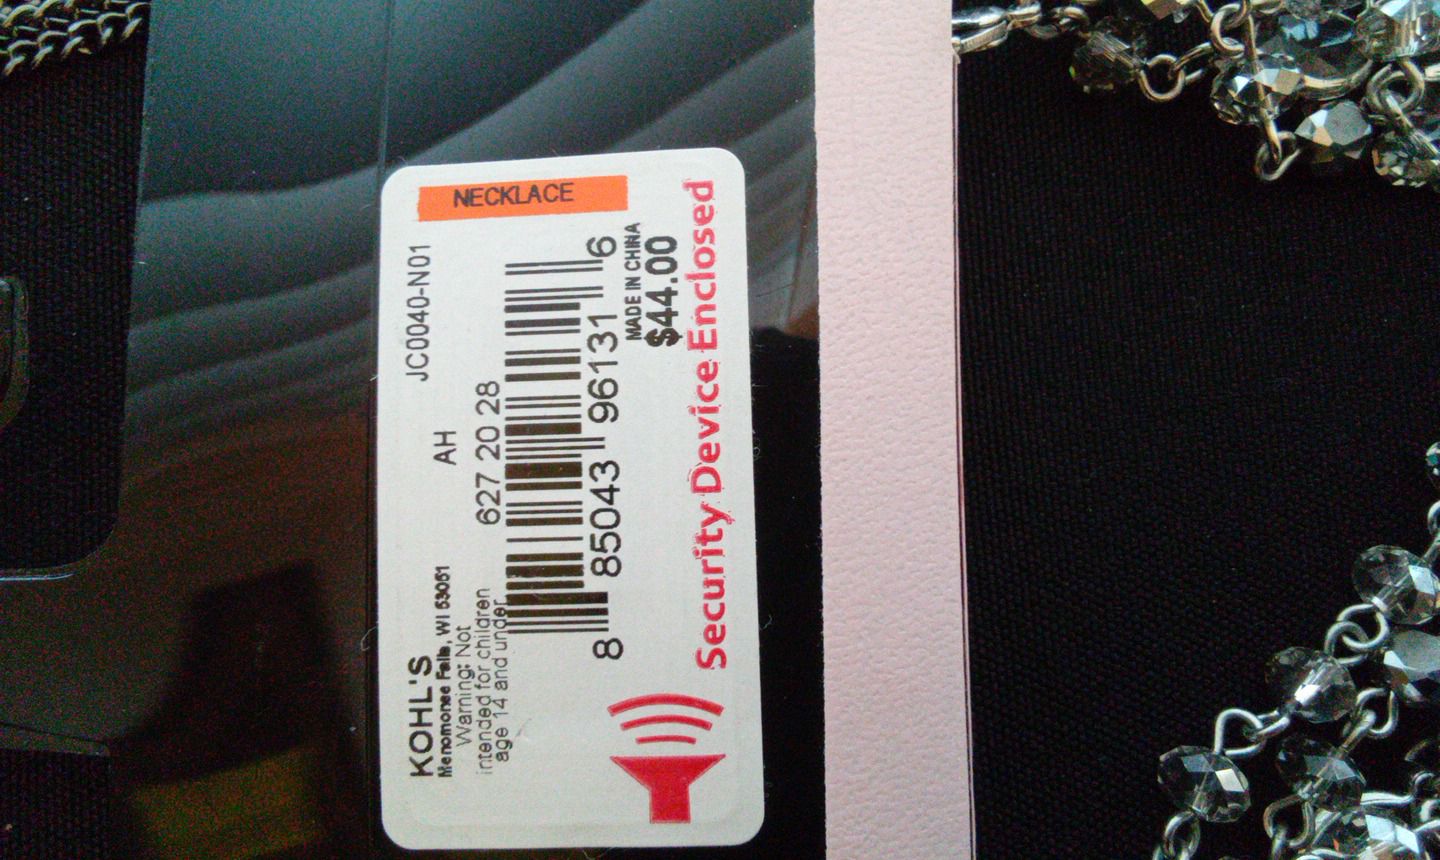 NECKLACE
KOHL'S
Menomonee Falls, WI 53051
Warning: Not
intended for children
age 14 and under
AH
JC0040-N01
627 20 28
8 85043 96131 6
MADE IN CHINA
$44.00
Security Device Enclosed